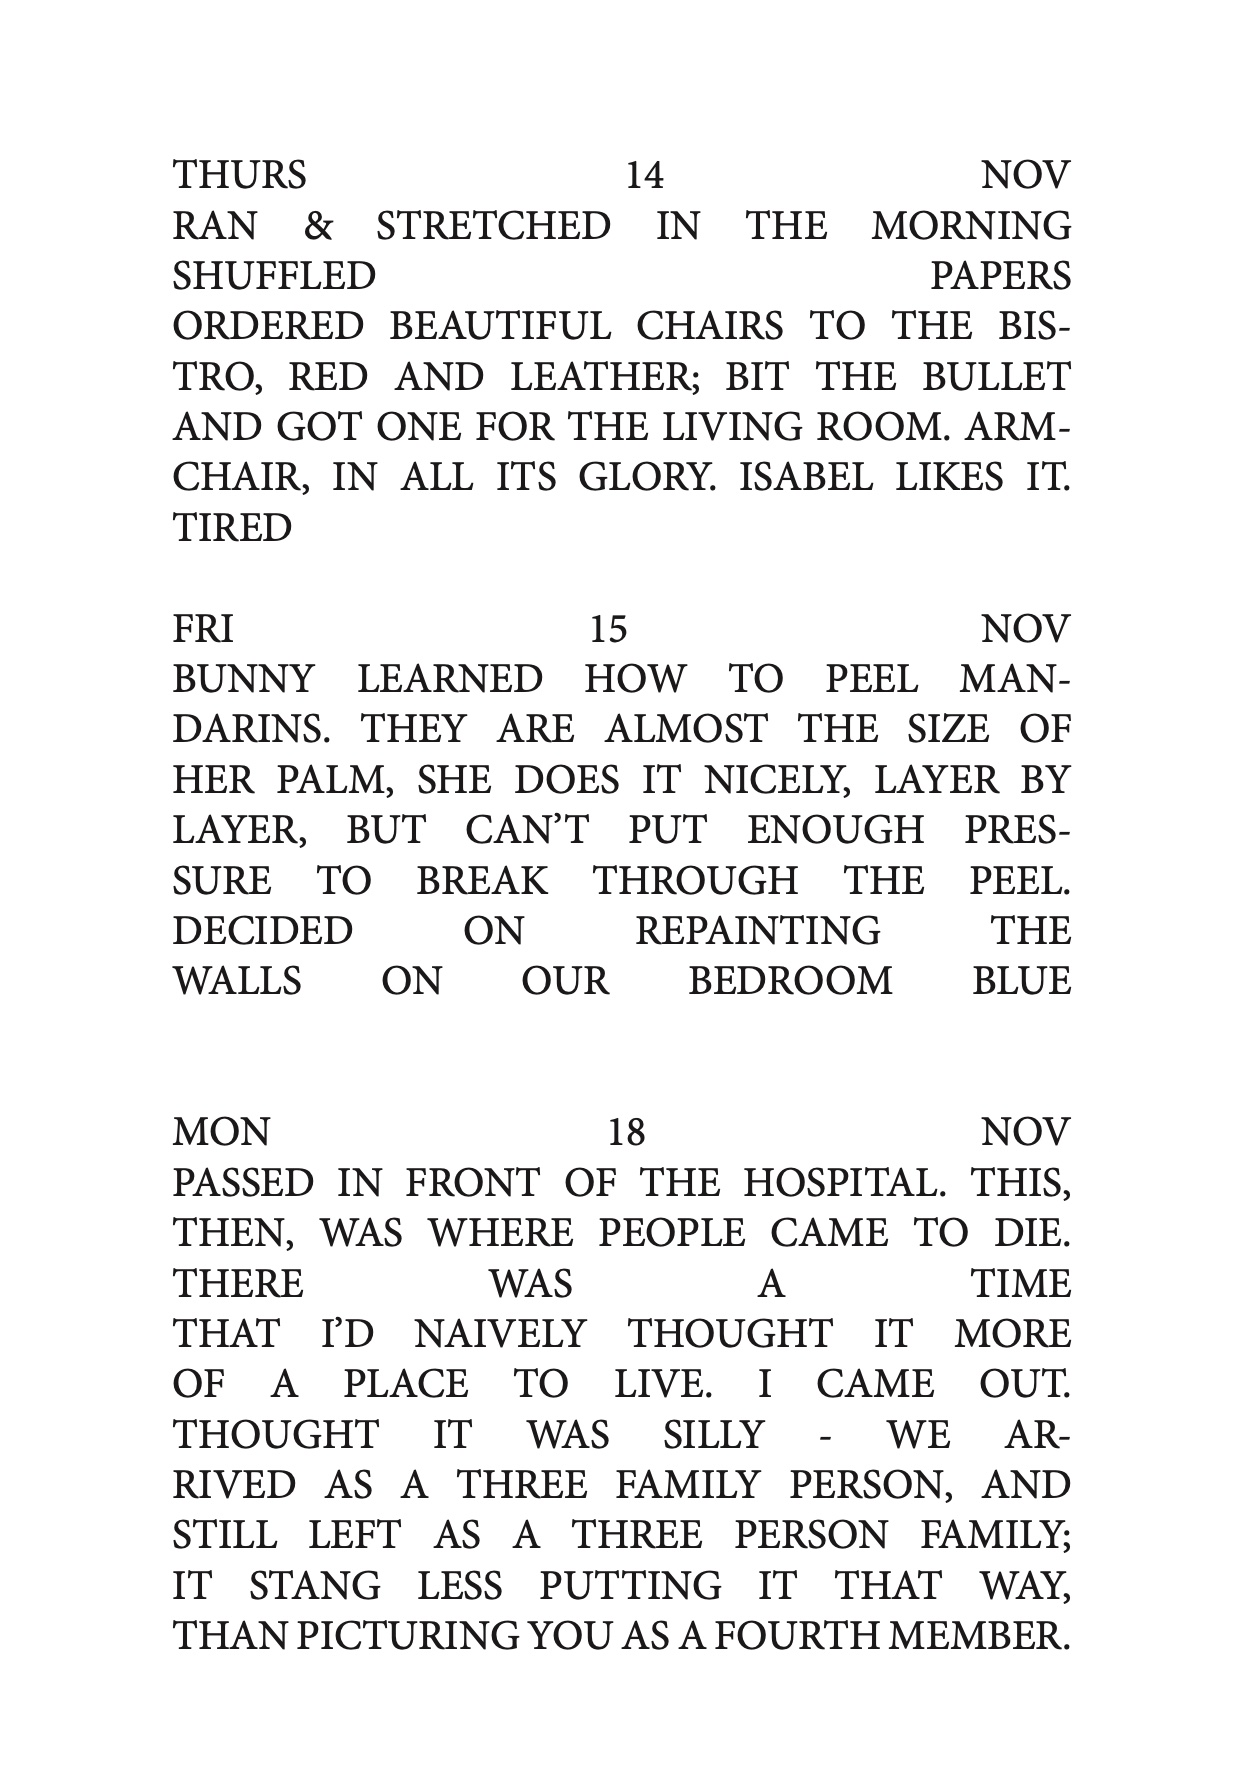 THURS 14 NOV
RAN & STRETCHED IN THE MORNING
SHUFFLED PAPERS
ORDERED BEAUTIFUL CHAIRS TO THE BIS-
TRO, RED AND LEATHER; BIT THE BULLET
AND GOT ONE FOR THE LIVING ROOM. ARM-
CHAIR, IN ALL ITS GLORY. ISABEL LIKES IT.
TIRED

FRI 15 NOV
BUNNY LEARNED HOW TO PEEL MAN-
DARINS. THEY ARE ALMOST THE SIZE OF
HER PALM, SHE DOES IT NICELY, LAYER BY
LAYER, BUT CAN’T PUT ENOUGH PRES-
SURE TO BREAK THROUGH THE PEEL.
DECIDED ON REPAINTING THE
WALLS ON OUR BEDROOM BLUE

MON 18 NOV
PASSED IN FRONT OF THE HOSPITAL. THIS,
THEN, WAS WHERE PEOPLE CAME TO DIE.
THERE WAS A TIME
THAT I’D NAIVELY THOUGHT IT MORE
OF A PLACE TO LIVE. I CAME OUT.
THOUGHT IT WAS SILLY - WE AR-
RIVED AS A THREE FAMILY PERSON, AND
STILL LEFT AS A THREE PERSON FAMILY;
IT STANG LESS PUTTING IT THAT WAY,
THAN PICTURING YOU AS A FOURTH MEMBER.